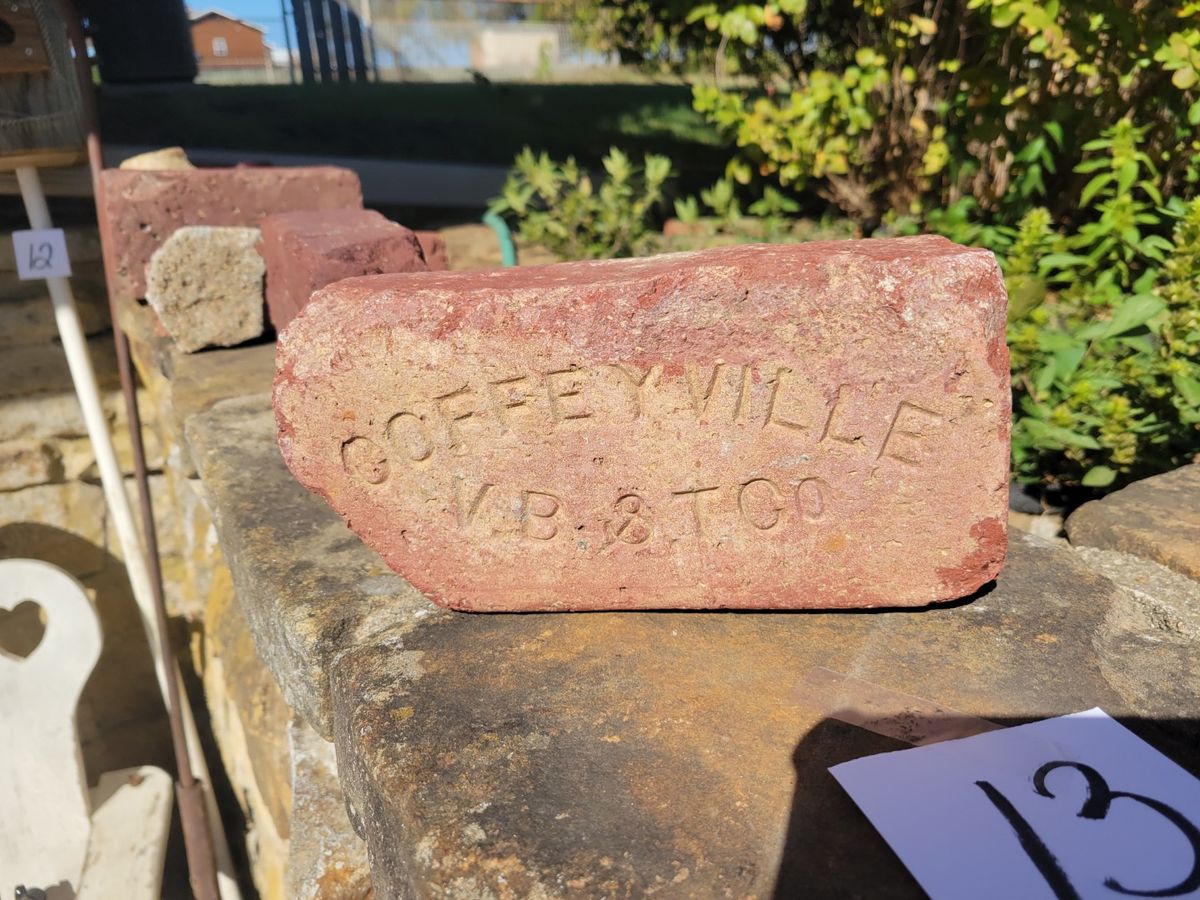 12
COFFEYVILLE
V.B. & T CO
13